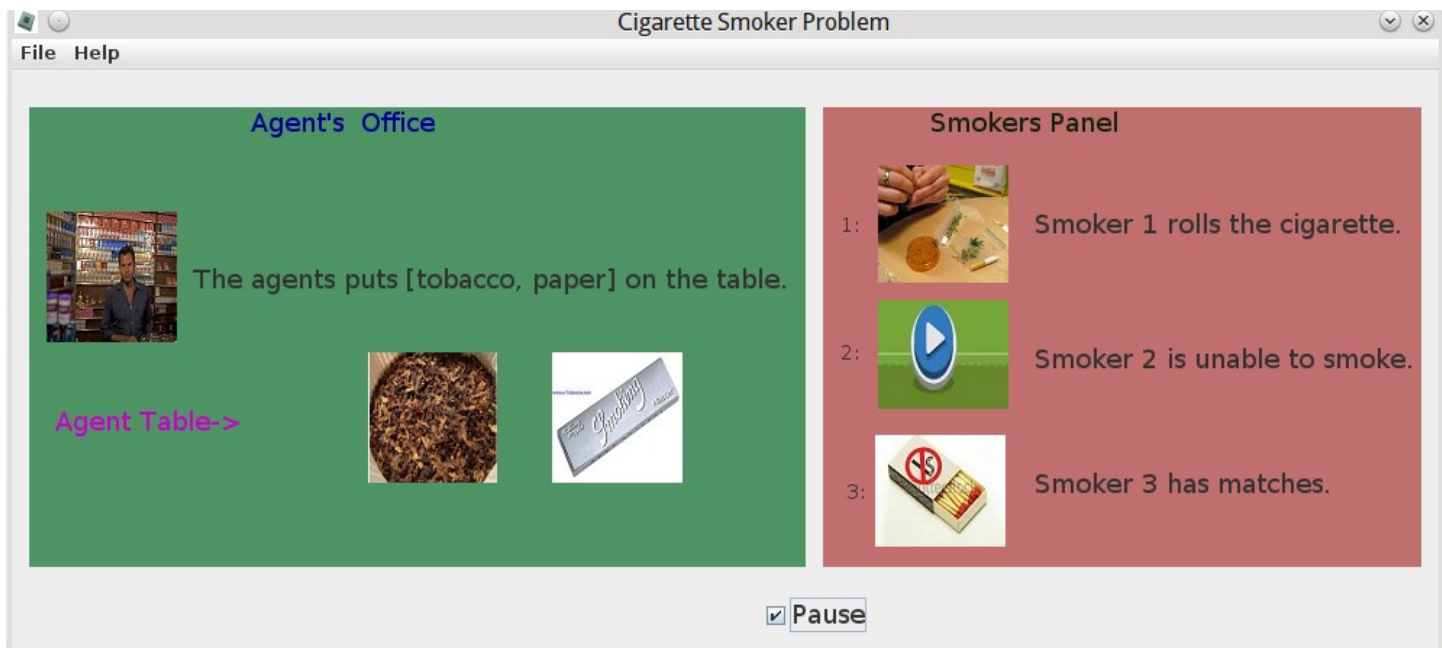 Cigarette Smoker Problem
File Help
Agent's Office
The agents puts [tobacco, paper] on the table.
Agent Table->
Smoking
Smokers Panel
1:
Smoker 1 rolls the cigarette.
2:
Smoker 2 is unable to smoke.
3:
Smoker 3 has matches.
Pause